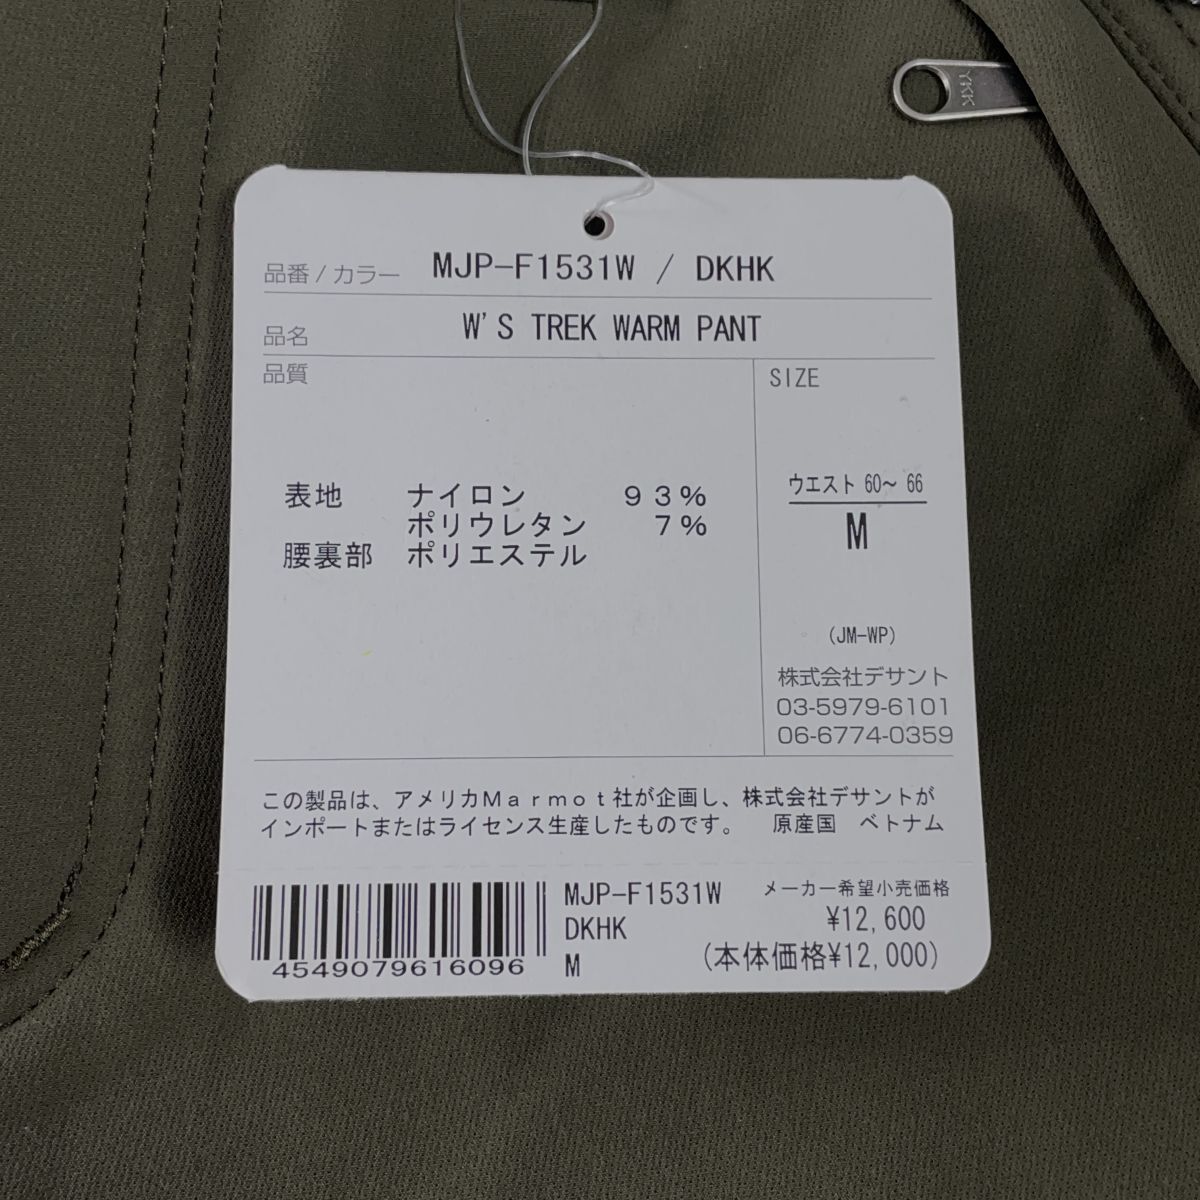 YKK
品番/カラー MJP-F1531W / DKHK
品名 W'S TREK WARM PANT
品質
SIZE
表地 ナイロン 93%
ポリウレタン 7%
腰裏部 ポリエステル
ウエスト 60~ 66
M
(JM-WP)
株式会社デサント
03-5979-6101
06-6774-0359
この製品は、アメリカMarmot社が企画し、株式会社デサントが
インポートまたはライセンス生産したものです。 原産国 ベトナム
MJP-F1531W
DKHK
M
メーカー希望小売価格
¥12,600
(本体価格¥12,000)
4549079616096